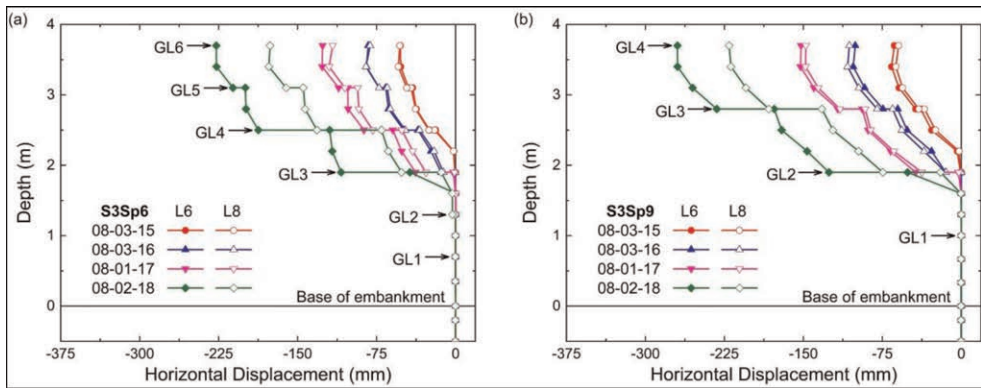 (a)
4
3
2
1
0
Depth (m)
GL6
GL5
GL4
GL3
GL2
GL1
S3Sp6 L6 L8
08-03-15
08-03-16
08-01-17
08-02-18
Base of embankment
-375 -300 -225 -150 -75 0
Horizontal Displacement (mm)
(b)
4
3
2
1
0
Depth (m)
GL4
GL3
GL2
GL1
S3Sp9 L6 L8
08-03-15
08-03-16
08-01-17
08-02-18
Base of embankment
-375 -300 -225 -150 -75 0
Horizontal Displacement (mm)